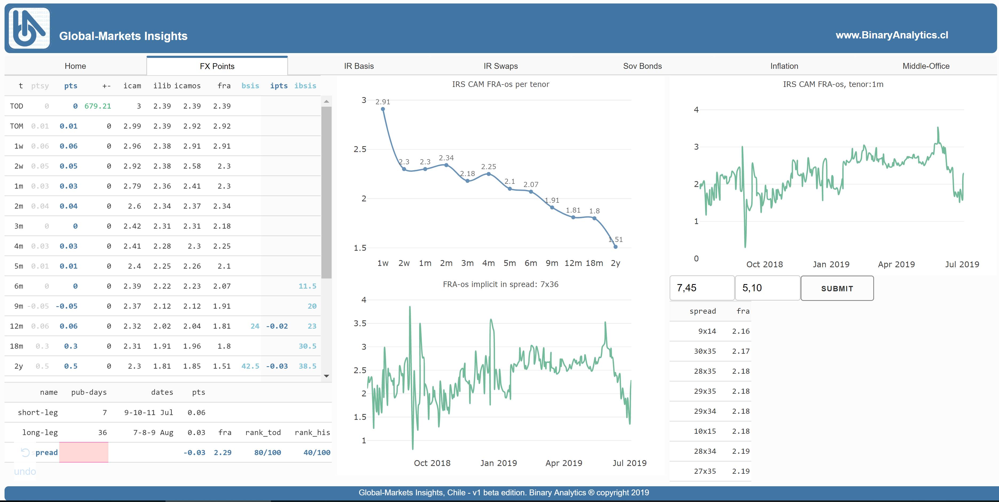 Global-Markets Insights
www.BinaryAnalytics.cl
Home FX Points IR Basis IR Swaps Sov Bonds Inflation Middle-Office
t ptsy pts +- icam ilib icamos fra bsis ipts ibsis
TOD 0 0 679.21 3 2.39 2.39 2.39
TOM 0.01 0.01 0 2.99 2.39 2.92 2.92
1w 0.06 0.06 0 2.96 2.38 2.91 2.91
2w 0.05 0.05 0 2.92 2.38 2.58 2.3
1m 0.03 0.03 0 2.79 2.36 2.41 2.3
2m 0.04 0.04 0 2.6 2.34 2.37 2.34
3m 0 0 0 2.42 2.31 2.31 2.18
4m 0.03 0.03 0 2.41 2.28 2.3 2.25
5m 0.01 0.01 0 2.4 2.25 2.26 2.1
6m 0 0 0 2.39 2.22 2.23 2.07 11.5
9m -0.05 -0.05 0 2.37 2.12 2.12 1.91 20
12m 0.06 0.06 0 2.32 2.02 2.04 1.81 24 -0.02 23
18m 0.3 0.3 0 2.31 1.91 1.96 1.8 30.5
2y 0.5 0.5 0 2.3 1.81 1.85 1.51 42.5 -0.03 38.5
name pub-days dates pts
short-leg 7 9-10-11 Jul 0.06
long-leg 36 7-8-9 Aug 0.03 fra rank_tod rank_his
spread -0.03 2.29 80/100 40/100
undo
IRS CAM FRA-os per tenor
3
2.5
2
1.5
2.91 2.3 2.3 2.34 2.18 2.25 2.1 2.07 1.91 1.81 1.8 1.51
1w 2w 1m 2m 3m 4m 5m 6m 9m 12m 18m 2y
FRA-os implicit in spread: 7x36
4
3.5
3
2.5
2
1.5
1
Oct 2018 Jan 2019 Apr 2019 Jul 2019
IRS CAM FRA-os, tenor:1m
4
3
2
1
0
Oct 2018 Jan 2019 Apr 2019 Jul 2019
7,45 5,10 SUBMIT
spread fra
9x14 2.16
30x35 2.17
28x35 2.18
29x35 2.18
29x34 2.18
10x15 2.18
28x34 2.19
27x35 2.19
Global-Markets Insights, Chile - v1 beta edition. Binary Analytics ® copyright 2019